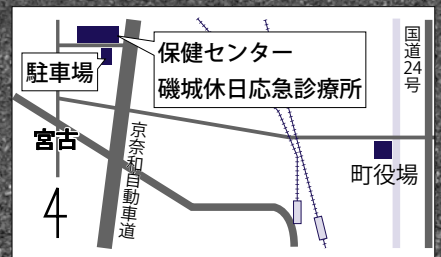 保健センター
磯城休日応急診療所
駐車場
国道24号
宮古
京奈和自動車道
町役場